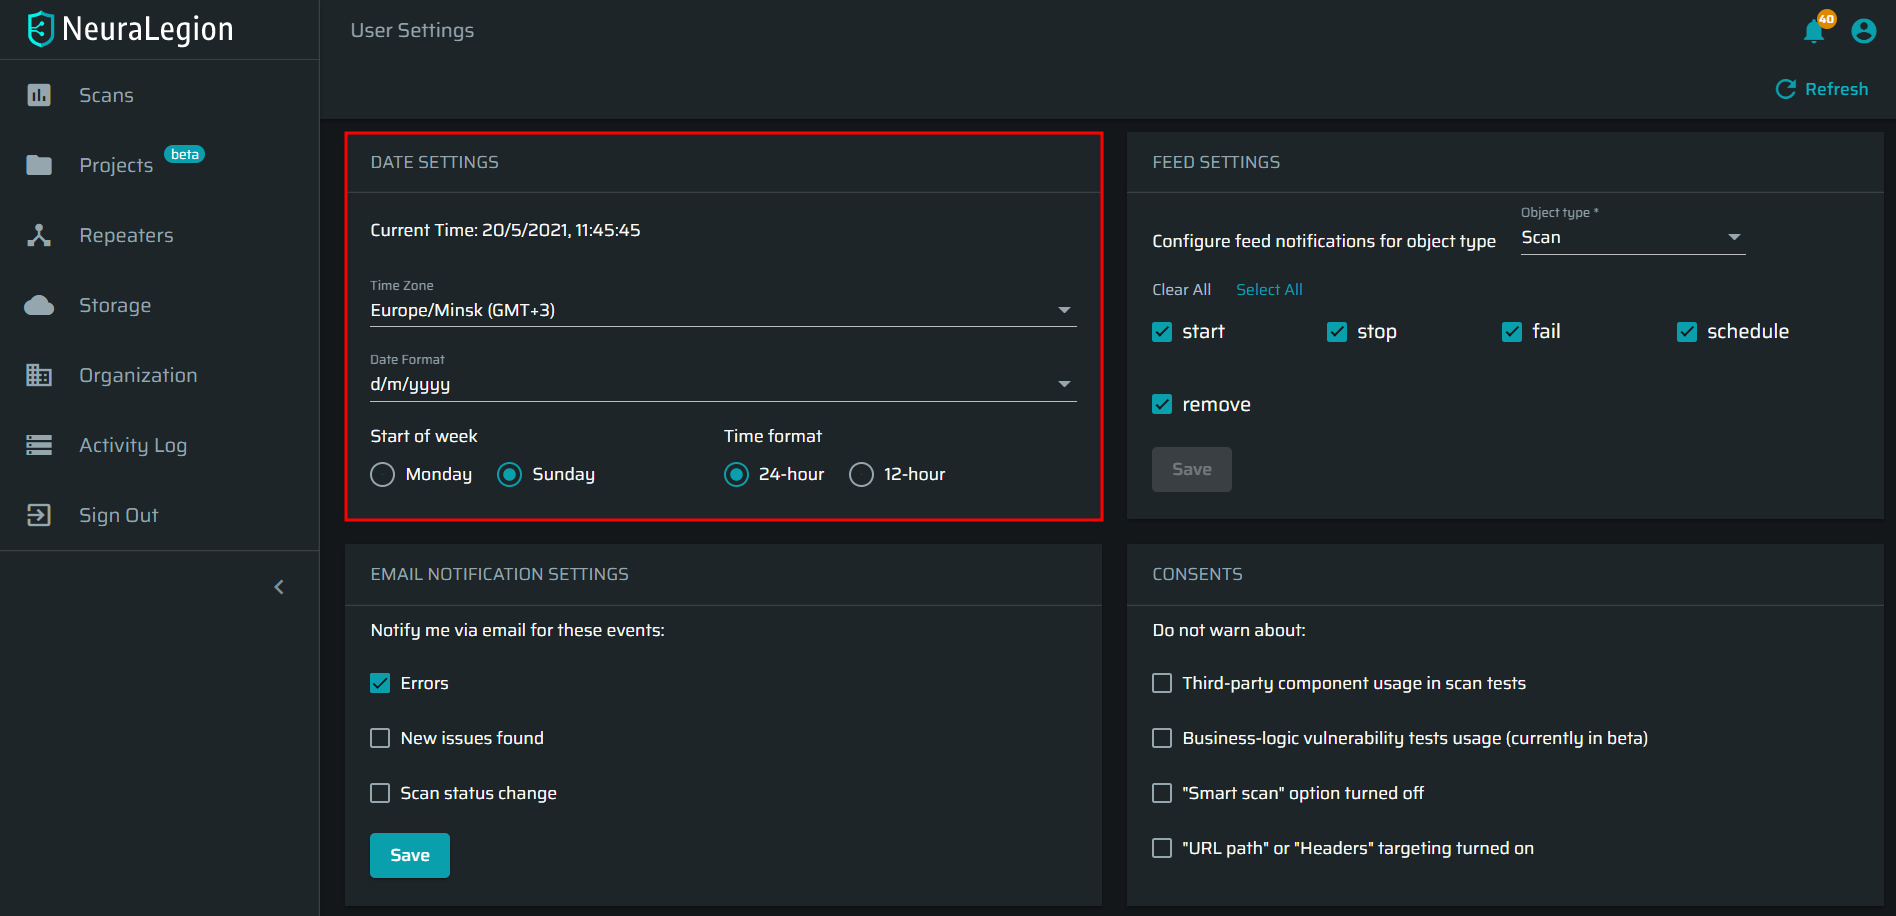 NeuraLegion
User Settings
40
Refresh
Scans
Projects
beta
Repeaters
Storage
Organization
Activity Log
Sign Out
DATE SETTINGS
Current Time: 20/5/2021, 11:45:45
Time Zone
Europe/Minsk (GMT+3)
Date Format
d/m/yyyy
Start of week
Time format
Monday
Sunday
24-hour
12-hour
FEED SETTINGS
Object type *
Configure feed notifications for object type
Scan
Clear All
Select All
start
stop
fail
schedule
remove
Save
EMAIL NOTIFICATION SETTINGS
Notify me via email for these events:
Errors
New issues found
Scan status change
Save
CONSENTS
Do not warn about:
Third-party component usage in scan tests
Business-logic vulnerability tests usage (currently in beta)
"Smart scan" option turned off
"URL path" or "Headers" targeting turned on